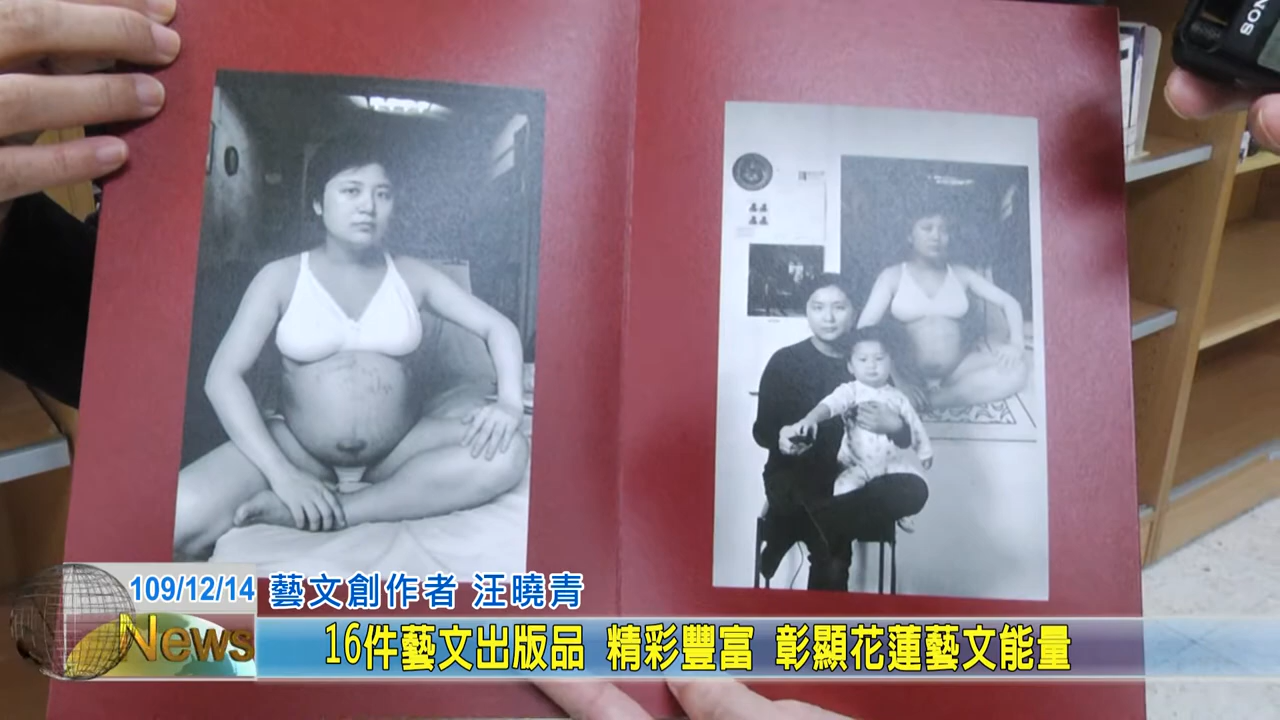 SONY
109/12/14 藝文創作者 汪曉青
News
16件藝文出版品 精彩豐富 彰顯花蓮藝文能量